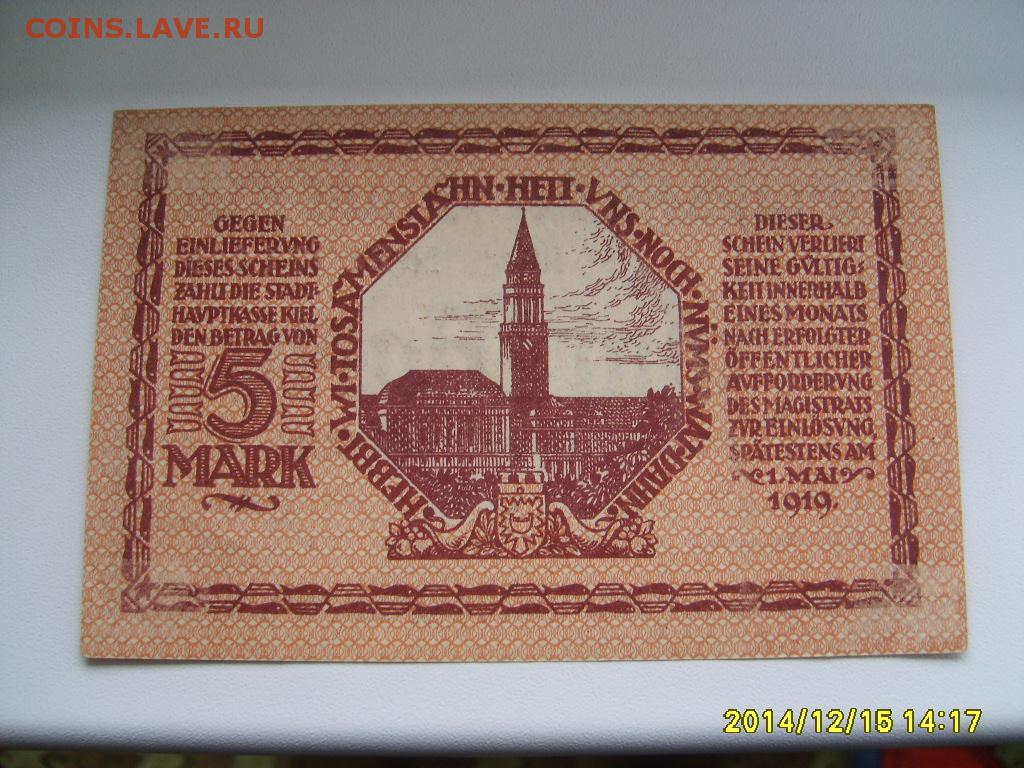 COINS.LAVE.RU
GEGEN
EINLIEFERVNG
DIESES SCHEINS
ZAHLT DIE STADT-
HAVPTKASSE KIEL
DEN BETRAG VON
5
MARK
HEBBT · WI · TOSAMENSTAHN · HETT · VNS · NOCH · NÜMS · WAT · DAHN ·
DIESER
SCHEIN VERLIERT
SEINE GVLTIG-
KEIT INNERHALB
EINES MONATS
NACH ERFOLGTER
ÖFFENTLICHER
AVFFORDERVNG
DES MAGISTRATS
ZVR EINLÖSVNG,
SPÄTESTENS AM
1. MAI
1919.
2014/12/15 14:17